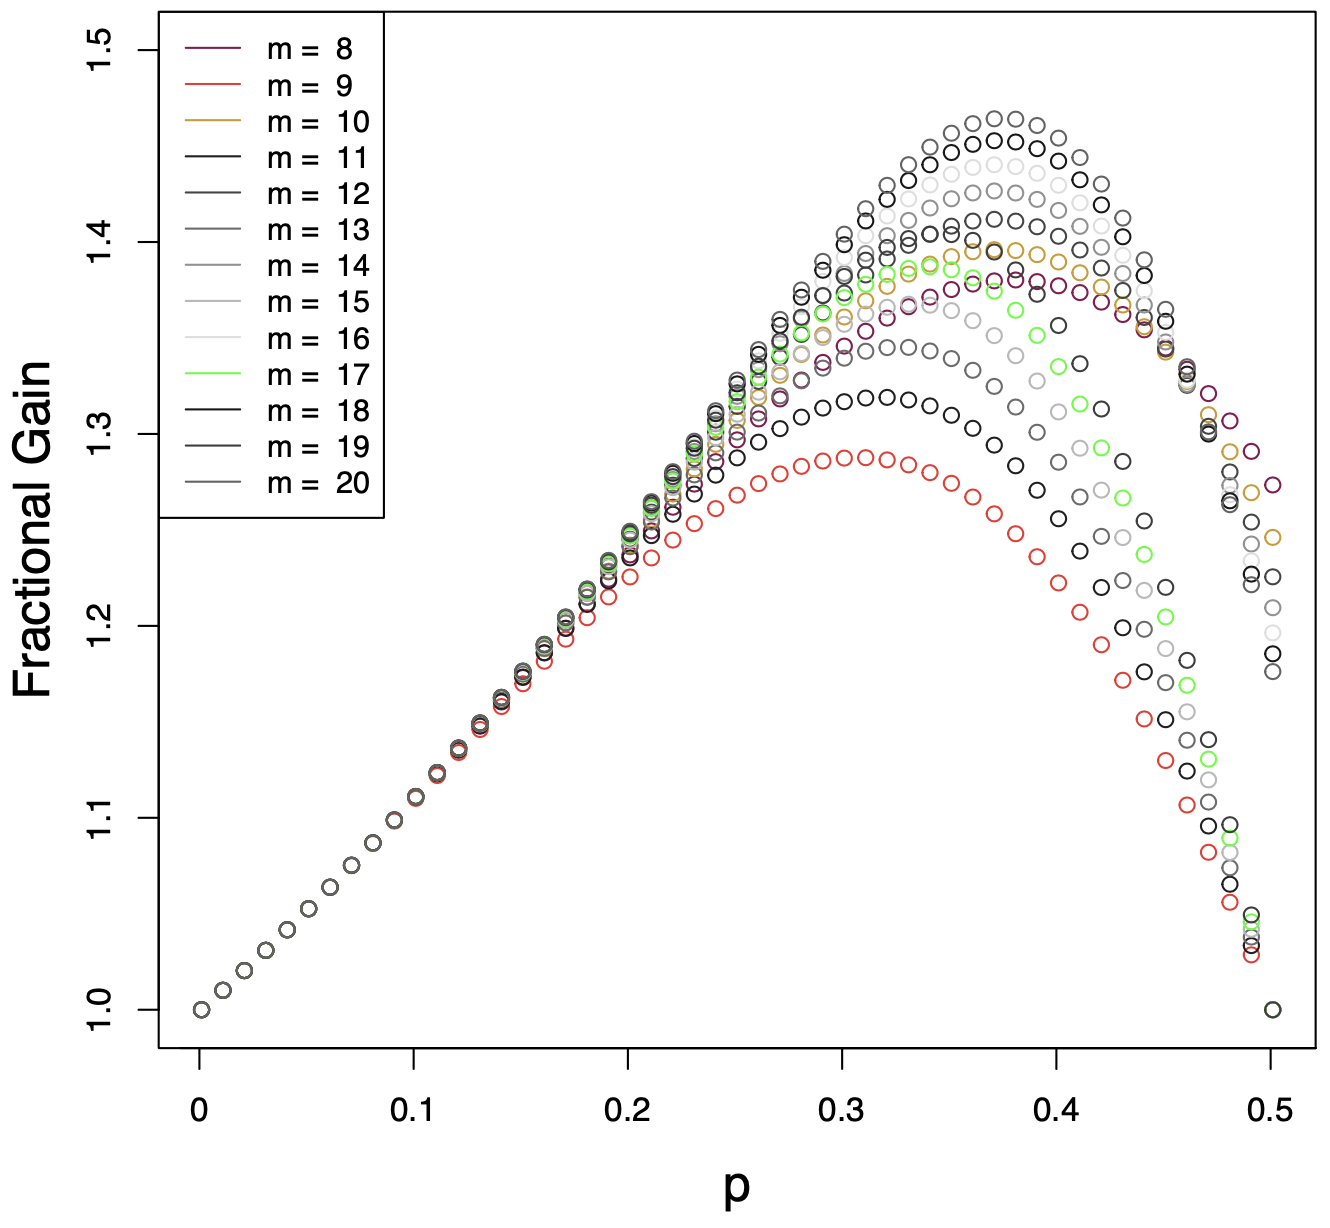 Fractional Gain
1.5
1.4
1.3
1.2
1.1
1.0
m = 8
m = 9
m = 10
m = 11
m = 12
m = 13
m = 14
m = 15
m = 16
m = 17
m = 18
m = 19
m = 20
0 0.1 0.2 0.3 0.4 0.5
p